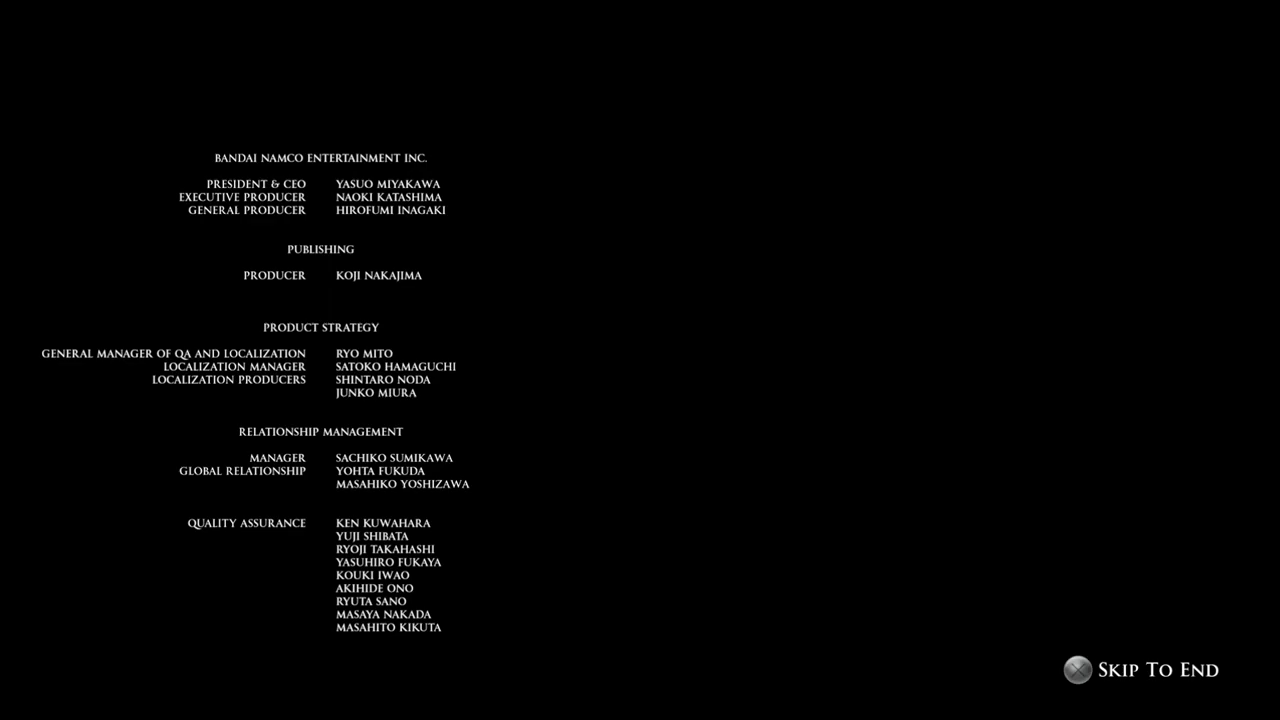 BANDAI NAMCO ENTERTAINMENT INC.
PRESIDENT & CEO YASUO MIYAKAWA
EXECUTIVE PRODUCER NAOKI KATASHIMA
GENERAL PRODUCER HIROFUMI INAGAKI
PUBLISHING
PRODUCER KOJI NAKAJIMA
PRODUCT STRATEGY
GENERAL MANAGER OF QA AND LOCALIZATION RYO MITO
LOCALIZATION MANAGER SATOKO HAMAGUCHI
LOCALIZATION PRODUCERS SHINTARO NODA
JUNKO MIURA
RELATIONSHIP MANAGEMENT
MANAGER SACHIKO SUMIKAWA
GLOBAL RELATIONSHIP YOHTA FUKUDA
MASAHIKO YOSHIZAWA
QUALITY ASSURANCE KEN KUWAHARA
YUJI SHIBATA
RYOJI TAKAHASHI
YASUHIRO FUKAYA
KOUKI IWAO
AKIHIDE ONO
RYUTA SANO
MASAYA NAKADA
MASAHITO KIKUTA
SKIP TO END